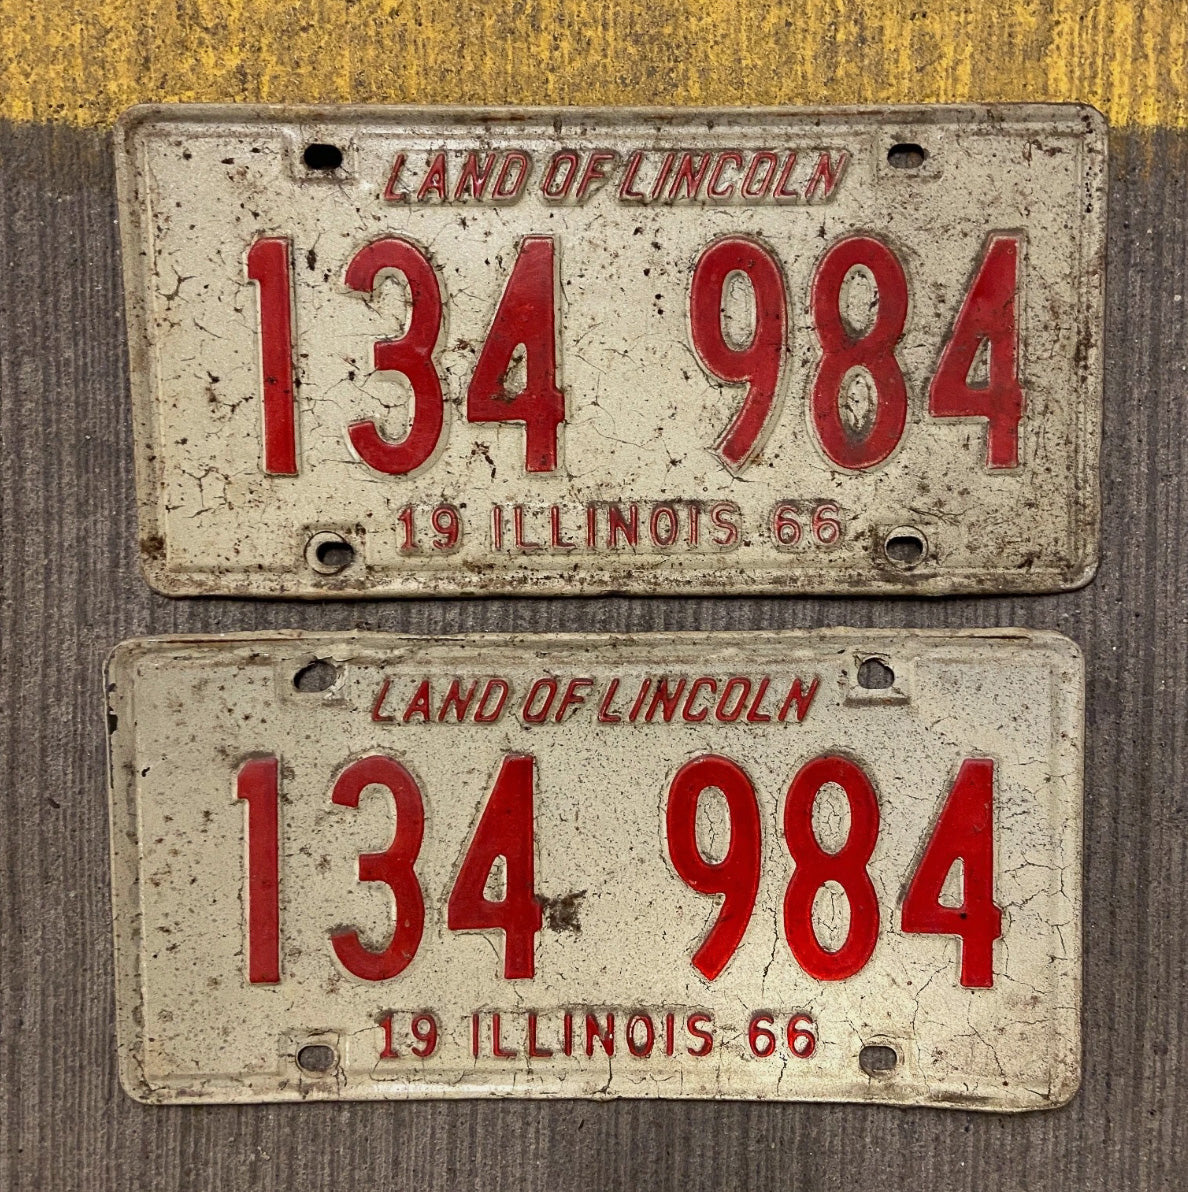 LAND OF LINCOLN
134 984
19 ILLINOIS 66
LAND OF LINCOLN
134 984
19 ILLINOIS 66